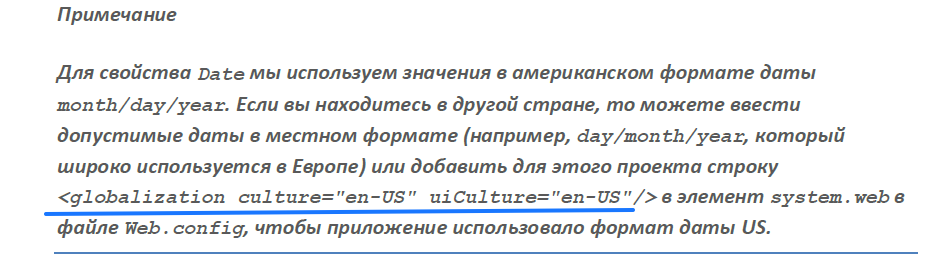 Примечание
Для свойства Date мы используем значения в американском формате даты
month/day/year. Если вы находитесь в другой стране, то можете ввести
допустимые даты в местном формате (например, day/month/year, который
широко используется в Европе) или добавить для этого проекта строку
<globalization culture="en-US" uiCulture="en-US"/> в элемент system.web в
файле Web.config, чтобы приложение использовало формат даты US.